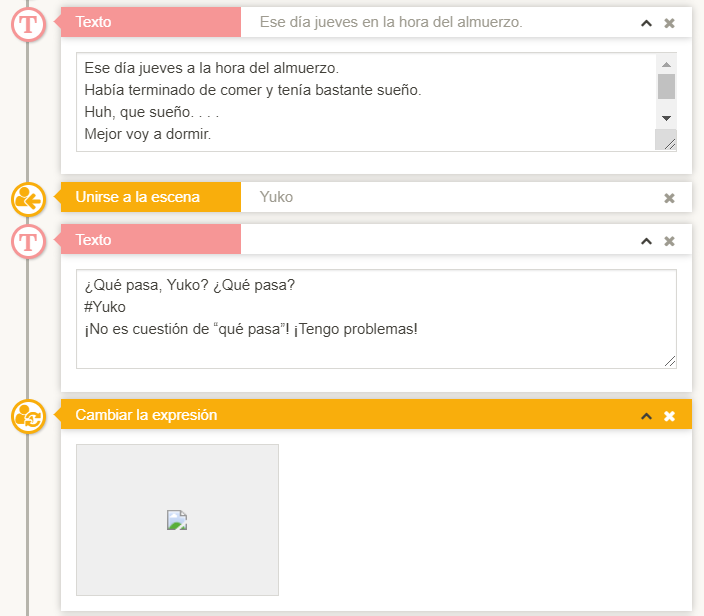 T Texto Ese día jueves en la hora del almuerzo.
Ese día jueves a la hora del almuerzo.
Había terminado de comer y tenía bastante sueño.
Huh, que sueño. . . .
Mejor voy a dormir.
Unirse a la escena Yuko
T Texto
¿Qué pasa, Yuko? ¿Qué pasa?
#Yuko
¡No es cuestión de “qué pasa”! ¡Tengo problemas!
Cambiar la expresión